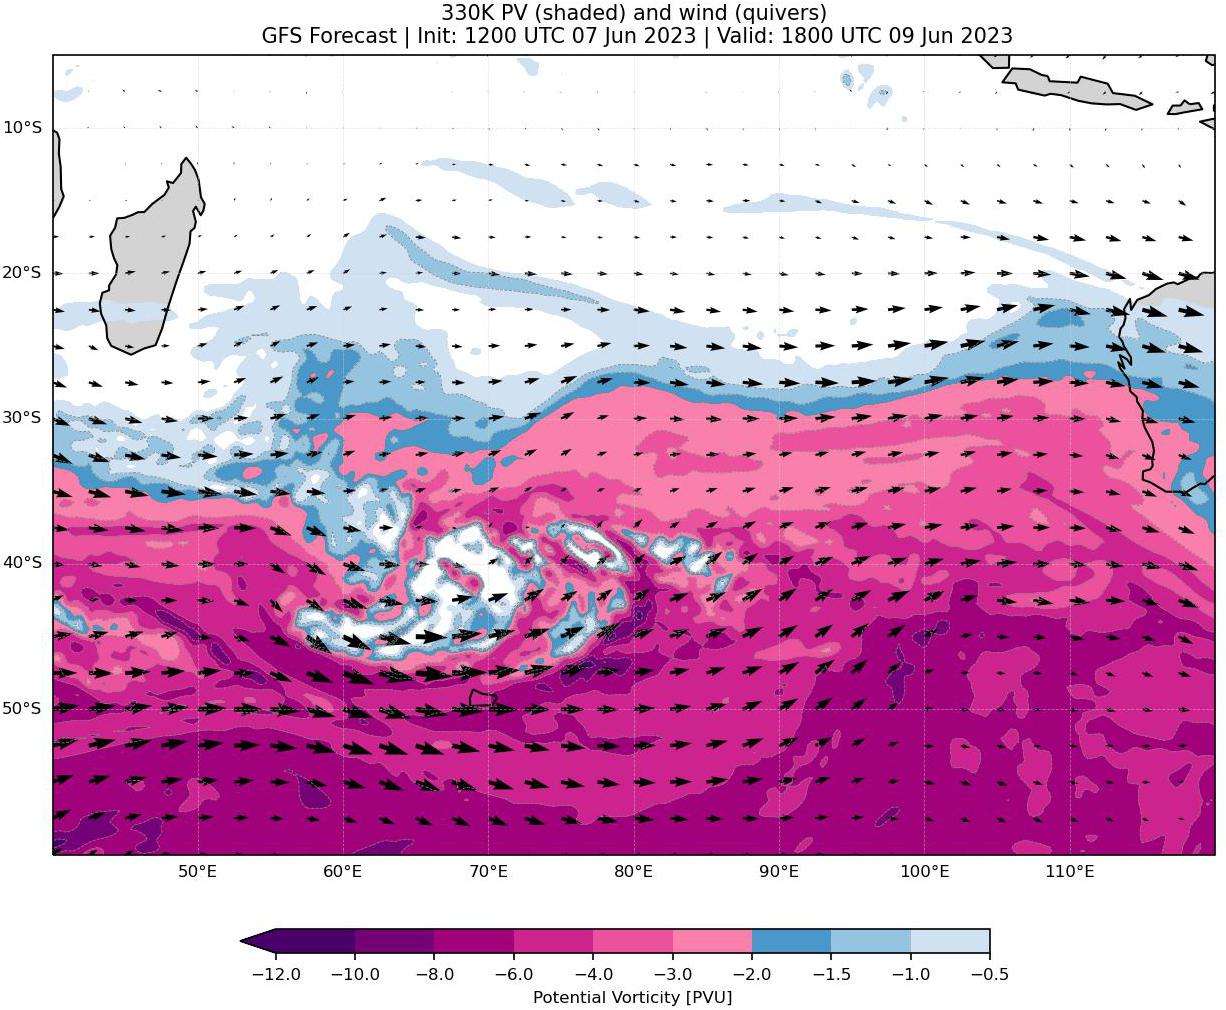 330K PV (shaded) and wind (quivers)
GFS Forecast | Init: 1200 UTC 07 Jun 2023 | Valid: 1800 UTC 09 Jun 2023
10°S
20°S
30°S
40°S
50°S
50°E 60°E 70°E 80°E 90°E 100°E 110°E
−12.0 −10.0 −8.0 −6.0 −4.0 −3.0 −2.0 −1.5 −1.0 −0.5
Potential Vorticity [PVU]